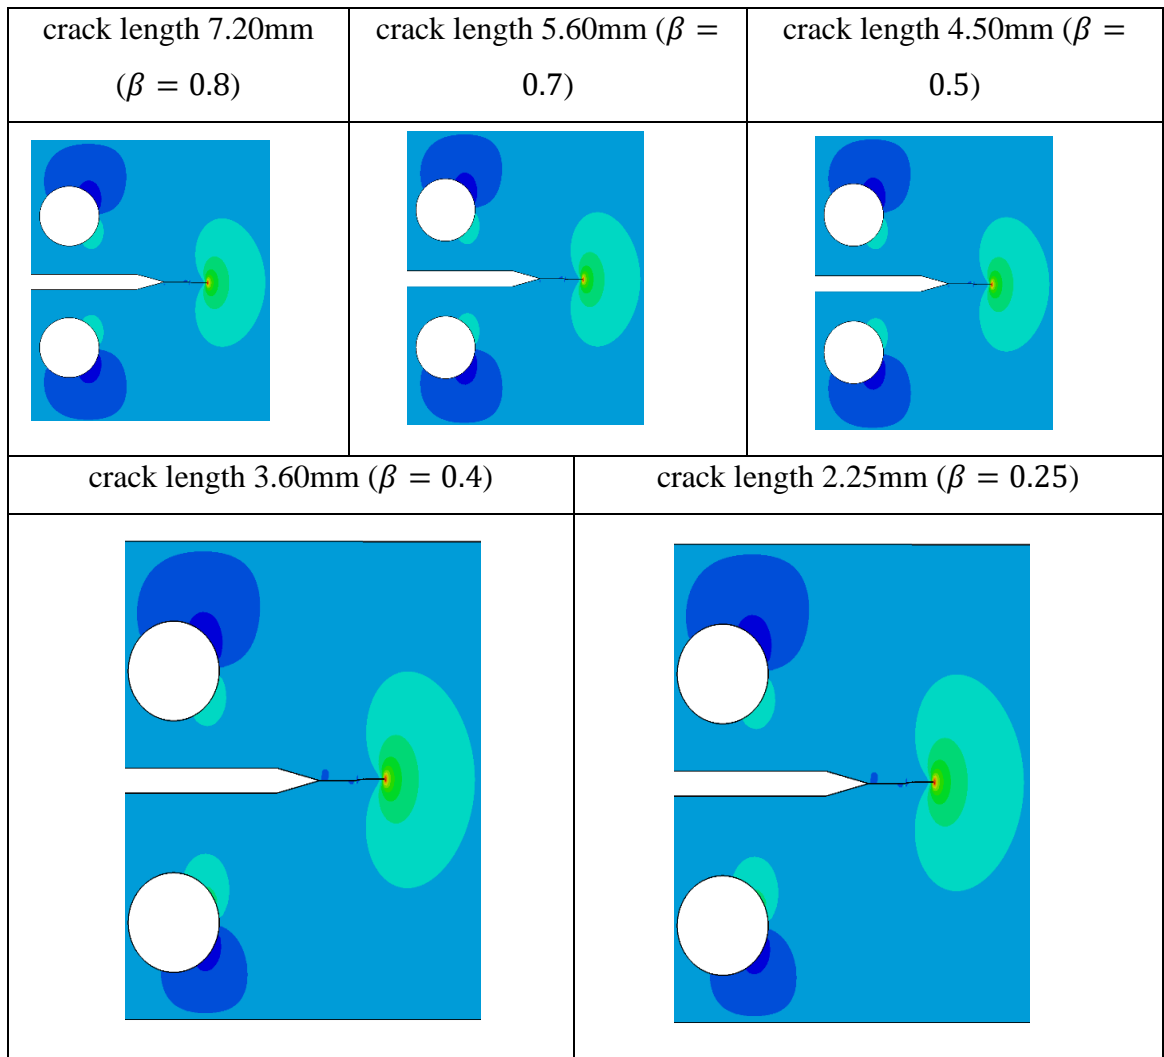 crack length 7.20mm
(𝛽 = 0.8)
crack length 5.60mm (𝛽 =
0.7)
crack length 4.50mm (𝛽 =
0.5)
crack length 3.60mm (𝛽 = 0.4)
crack length 2.25mm (𝛽 = 0.25)